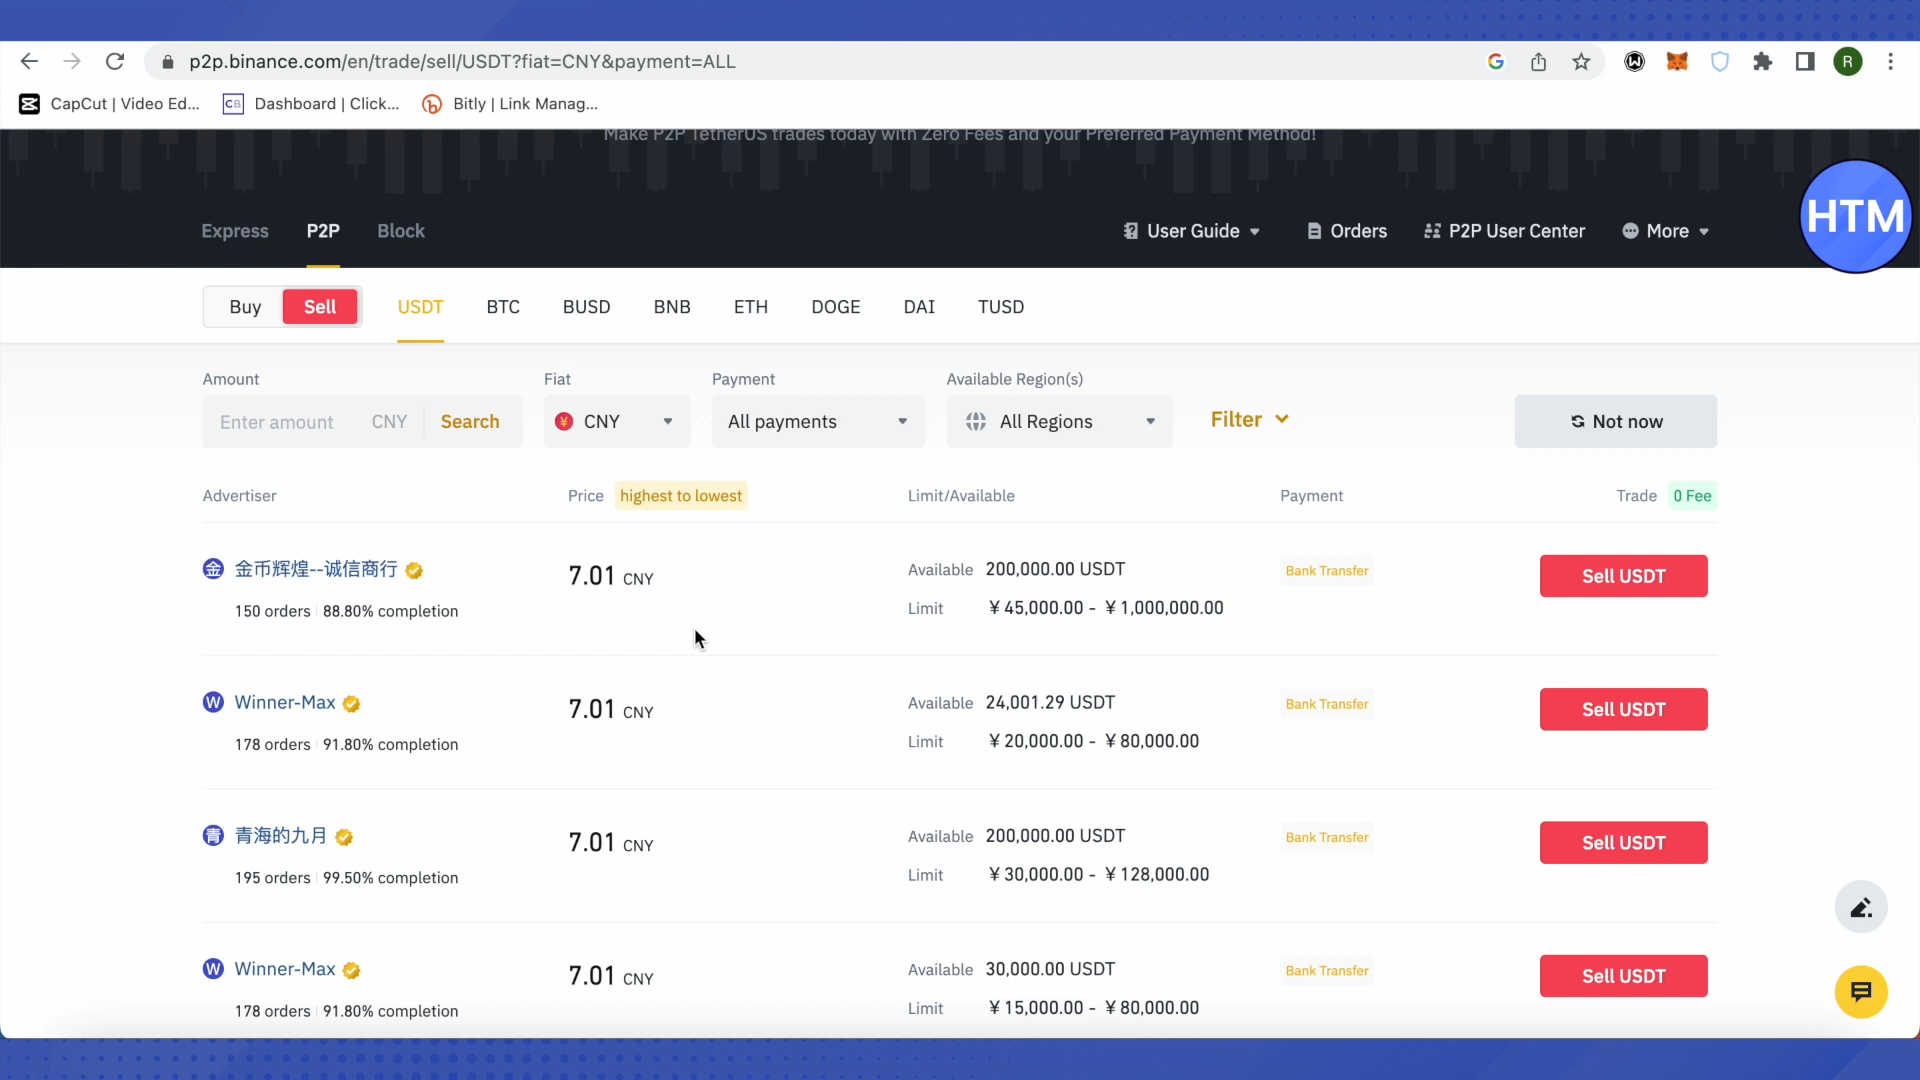 p2p.binance.com/en/trade/sell/USDT?fiat=CNY&payment=ALL
R
CapCut | Video Ed...
CB
Dashboard | Click...
Bitly | Link Manag...
Make P2P TetherUS trades today with Zero Fees and your Preferred Payment Method!
HTM
Express P2P Block User Guide Orders P2P User Center More
Buy Sell USDT BTC BUSD BNB ETH DOGE DAI TUSD
Amount Fiat Payment Available Region(s)
Enter amount CNY Search ¥ CNY All payments All Regions Filter Not now
Advertiser Price highest to lowest Limit/Available Payment Trade 0 Fee
金 金币辉煌--诚信商行 7.01 CNY Available 200,000.00 USDT Bank Transfer Sell USDT
150 orders 88.80% completion Limit ¥ 45,000.00 - ¥ 1,000,000.00
W Winner-Max 7.01 CNY Available 24,001.29 USDT Bank Transfer Sell USDT
178 orders 91.80% completion Limit ¥ 20,000.00 - ¥ 80,000.00
青 青海的九月 7.01 CNY Available 200,000.00 USDT Bank Transfer Sell USDT
195 orders 99.50% completion Limit ¥ 30,000.00 - ¥ 128,000.00
W Winner-Max 7.01 CNY Available 30,000.00 USDT Bank Transfer Sell USDT
178 orders 91.80% completion Limit ¥ 15,000.00 - ¥ 80,000.00